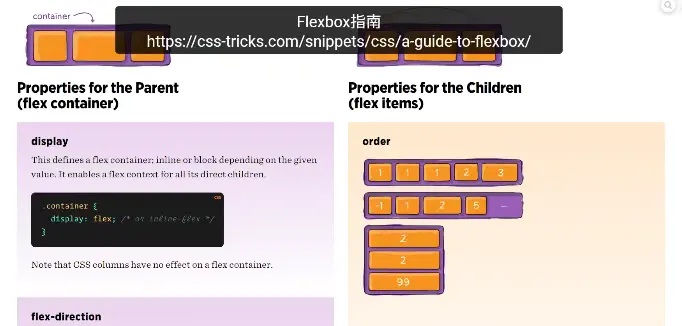 Flexbox指南
https://css-tricks.com/snippets/css/a-guide-to-flexbox/
container
Properties for the Parent
(flex container)
display
This defines a flex container; inline or block depending on the given
value. It enables a flex context for all its direct children.
CSS
.container {
display: flex; /* or inline-flex */
}
Note that CSS columns have no effect on a flex container.
flex-direction
Properties for the Children
(flex items)
order
1 1 1 2 3
-1 1 2 5
2
2
99